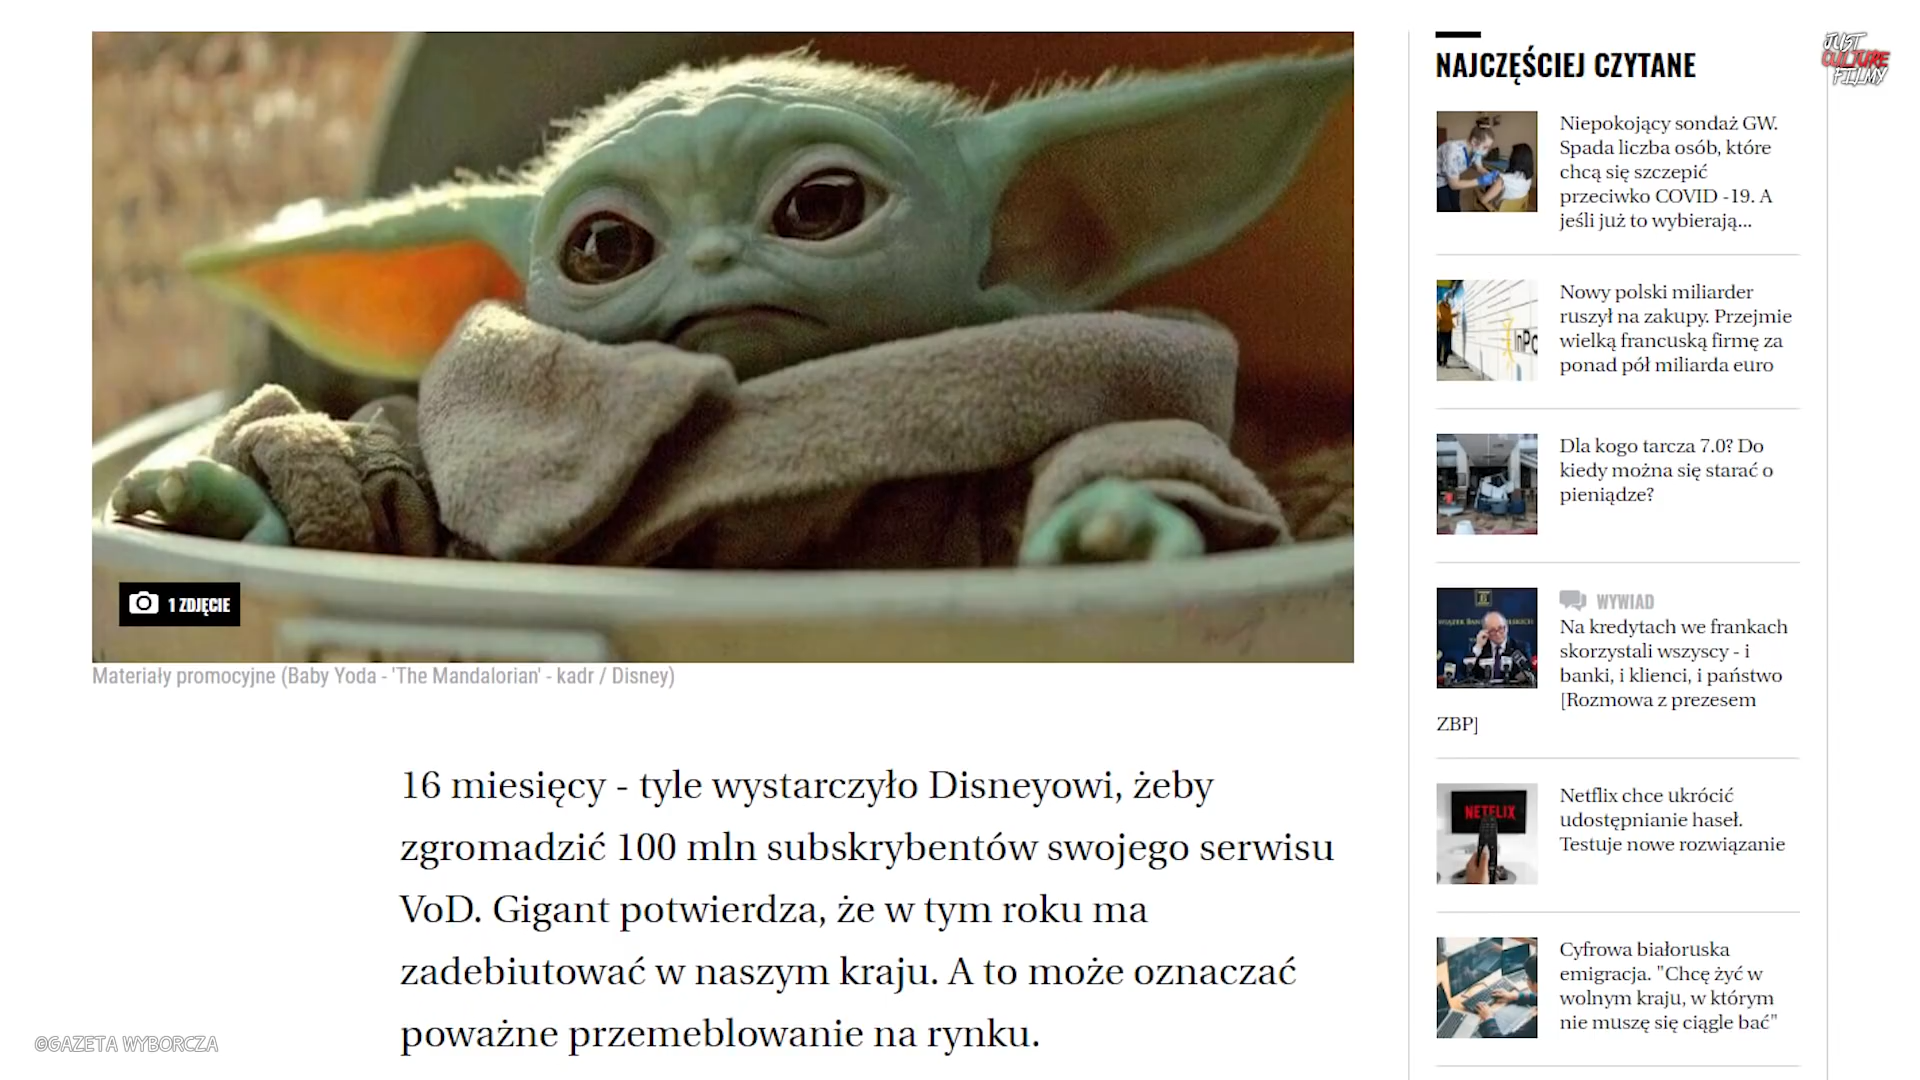 1 ZDJĘCIE
Materiały promocyjne (Baby Yoda - 'The Mandalorian' - kadr / Disney)
16 miesięcy - tyle wystarczyło Disneyowi, żeby
zgromadzić 100 mln subskrybentów swojego serwisu
VoD. Gigant potwierdza, że w tym roku ma
zadebiutować w naszym kraju. A to może oznaczać
poważne przemeblowanie na rynku.
©GAZETA WYBORCZA
NAJCZĘŚCIEJ CZYTANE
Niepokojący sondaż GW.
Spada liczba osób, które
chcą się szczepić
przeciwko COVID -19. A
jeśli już to wybierają...
Nowy polski miliarder
ruszył na zakupy. Przejmie
wielką francuską firmę za
ponad pół miliarda euro
InPo
Dla kogo tarcza 7.0? Do
kiedy można się starać o
pieniądze?
WYWIAD
Na kredytach we frankach
skorzystali wszyscy - i
banki, i klienci, i państwo
[Rozmowa z prezesem
ZBP]
NETFLIX
Netflix chce ukrócić
udostępnianie haseł.
Testuje nowe rozwiązanie
Cyfrowa białoruska
emigracja. "Chcę żyć w
wolnym kraju, w którym
nie muszę się ciągle bać"
JUST
CULTURE
FILMY